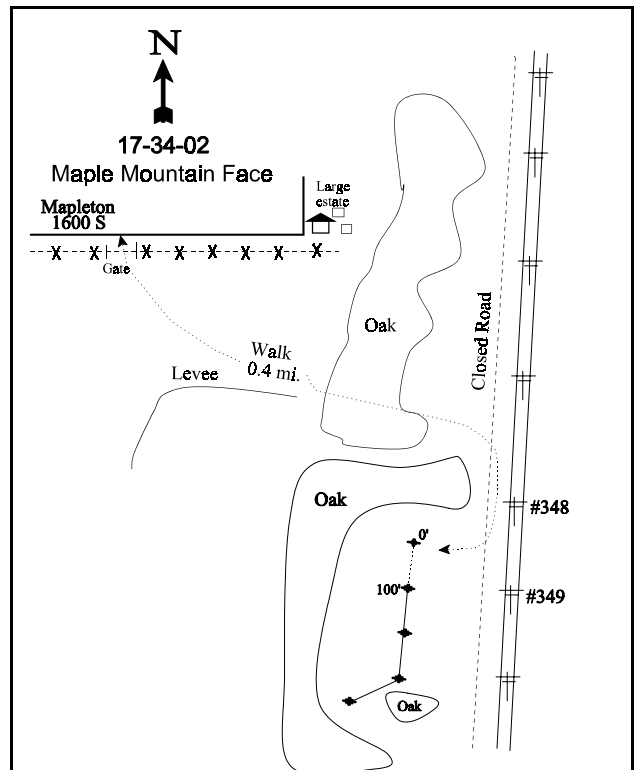 N
17-34-02
Maple Mountain Face
Large
estate
Mapleton
1600 S
Gate
Oak
Closed Road
Walk
0.4 mi.
Levee
Oak
#348
0'
100'
#349
Oak